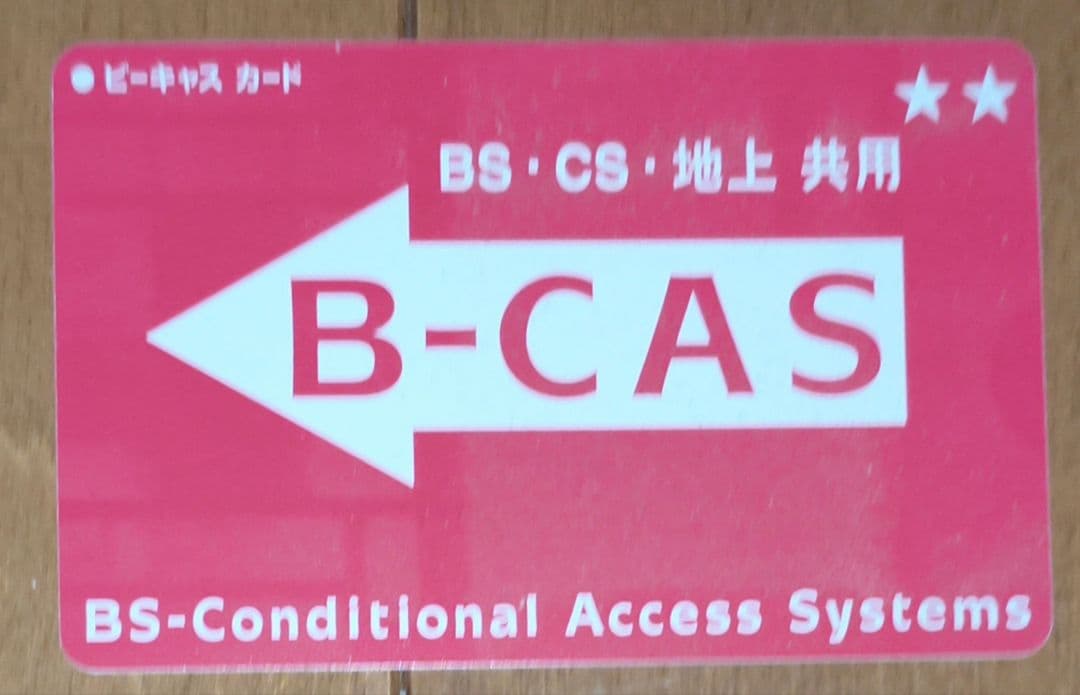 ● ビーキャス カード
★★
BS・CS・地上 共用
B-CAS
BS-Conditional Access Systems